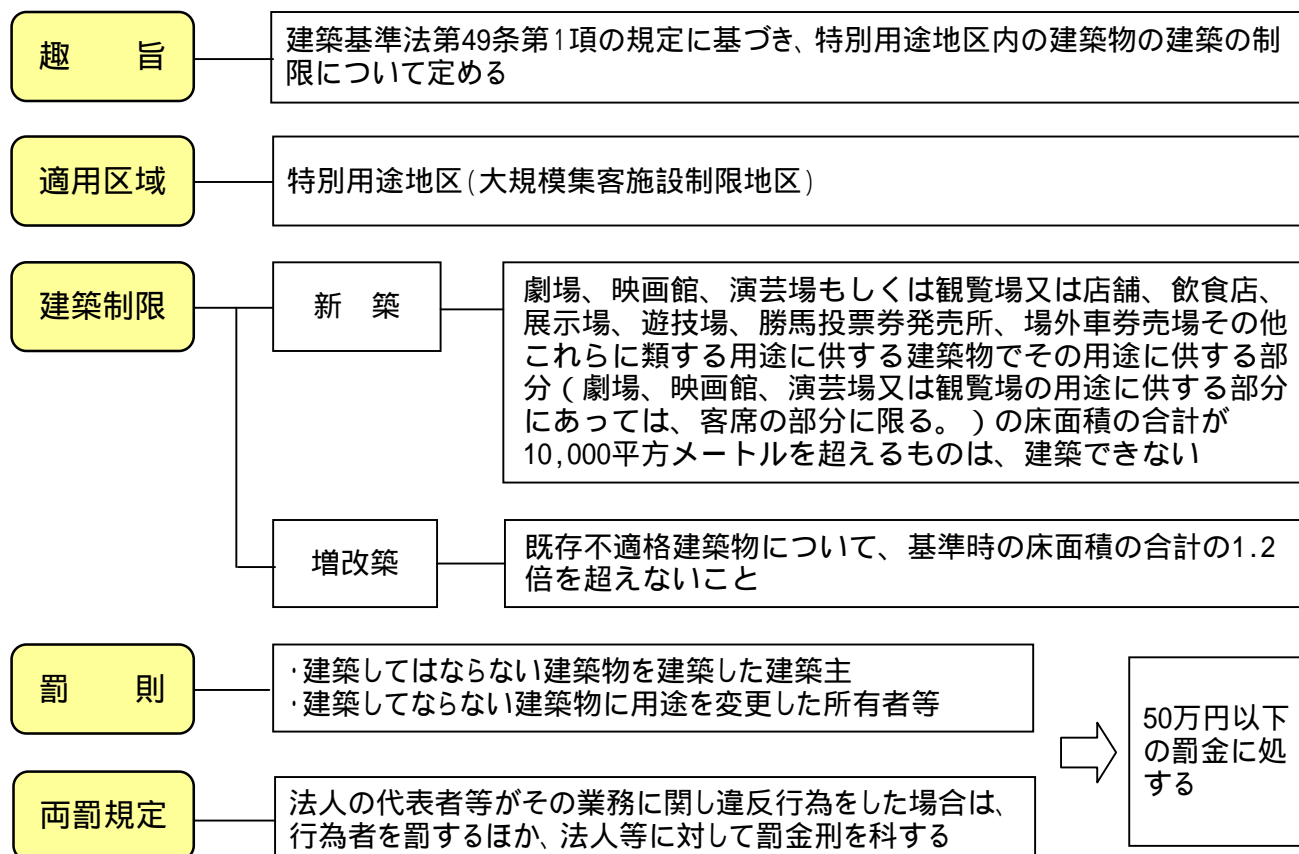 趣　　旨
建築基準法第49条第1項の規定に基づき、特別用途地区内の建築物の建築の制
限について定める
適用区域
特別用途地区(大規模集客施設制限地区)
建築制限
新　築
劇場、映画館、演芸場もしくは観覧場又は店舗、飲食店、
展示場、遊技場、勝馬投票券発売所、場外車券売場その他
これらに類する用途に供する建築物でその用途に供する部
分（劇場、映画館、演芸場又は観覧場の用途に供する部分
にあっては、客席の部分に限る。）の床面積の合計が
10,000平方メートルを超えるものは、建築できない
増改築
既存不適格建築物について、基準時の床面積の合計の1.2
倍を超えないこと
罰　　則
・建築してはならない建築物を建築した建築主
・建築してならない建築物に用途を変更した所有者等
両罰規定
法人の代表者等がその業務に関し違反行為をした場合は、
行為者を罰するほか、法人等に対して罰金刑を科する
50万円以下
の罰金に処
する